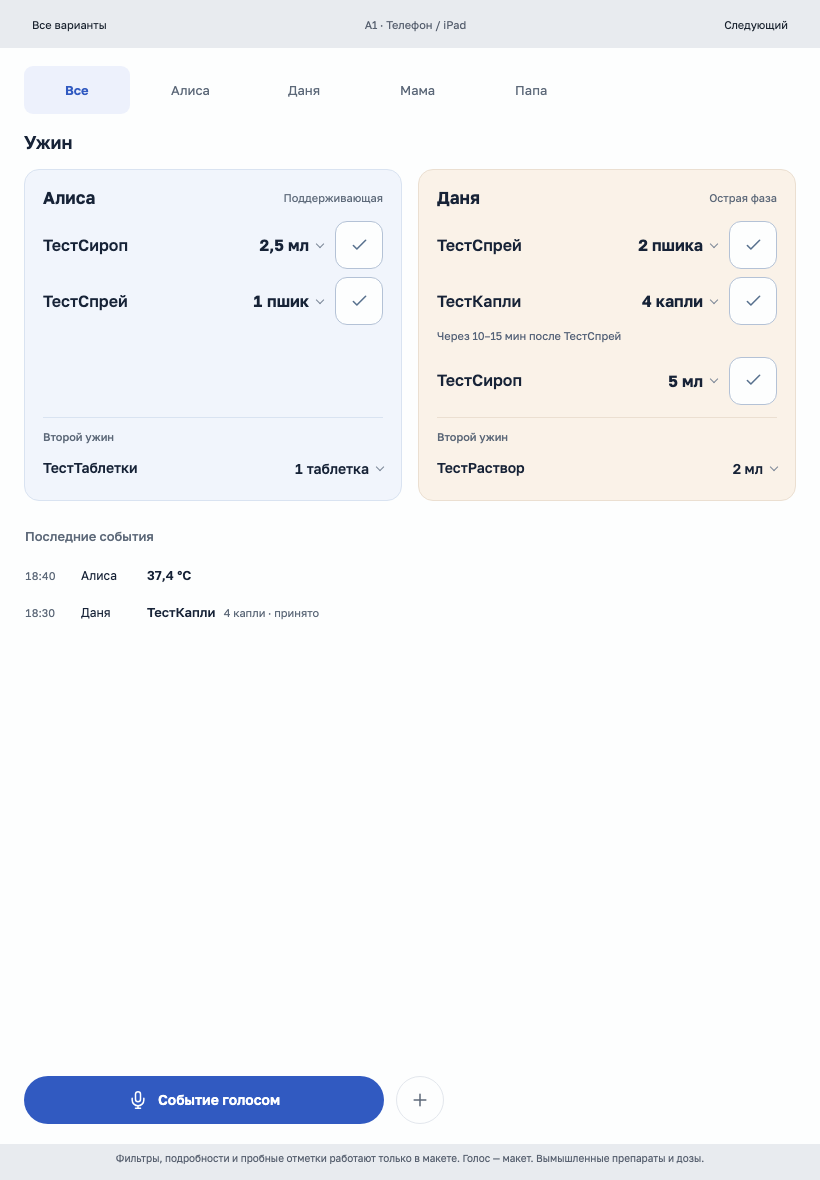 Все варианты
А1 · Телефон / iPad
Следующий
Все
Алиса
Даня
Мама
Папа
Ужин
Алиса
Поддерживающая
ТестСироп
2,5 мл
ТестСпрей
1 пшик
Второй ужин
ТестТаблетки
1 таблетка
Даня
Острая фаза
ТестСпрей
2 пшика
ТестКапли
4 капли
Через 10–15 мин после ТестСпрей
ТестСироп
5 мл
Второй ужин
ТестРаствор
2 мл
Последние события
18:40 Алиса 37,4 °C
18:30 Даня ТестКапли 4 капли · принято
Событие голосом
Фильтры, подробности и пробные отметки работают только в макете. Голос — макет. Вымышленные препараты и дозы.